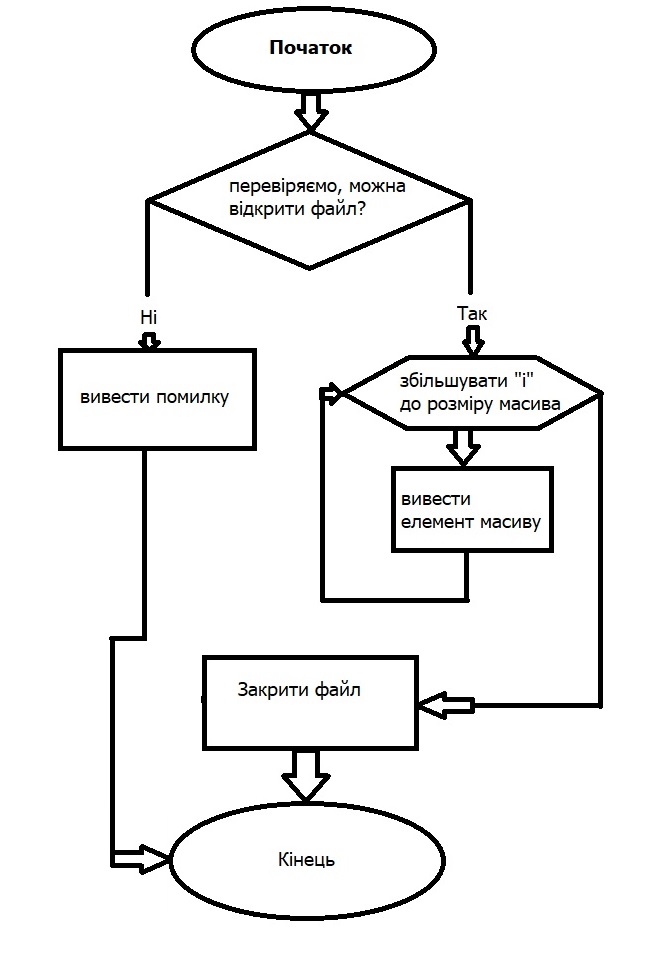 Початок
перевіряємо, можна
відкрити файл?
Ні
Так
вивести помилку
збільшувати "і"
до розміру масива
вивести
елемент масиву
Закрити файл
Кінець